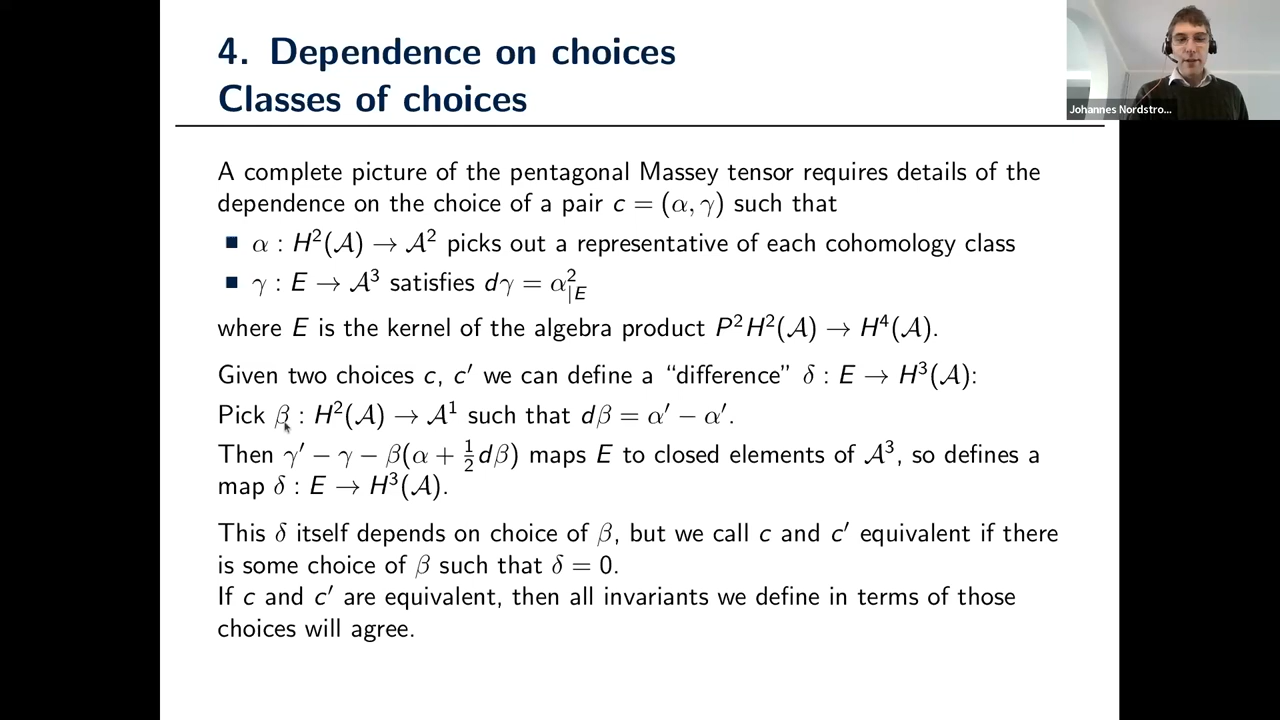 4. Dependence on choices
Classes of choices
Johannes Nordstro...
A complete picture of the pentagonal Massey tensor requires details of the
dependence on the choice of a pair c = (α, γ) such that
■ α : H²(𝒜) → 𝒜² picks out a representative of each cohomology class
■ γ : E → 𝒜³ satisfies dγ = α²|E
where E is the kernel of the algebra product P²H²(𝒜) → H⁴(𝒜).
Given two choices c, c′ we can define a “difference” δ : E → H³(𝒜):
Pick β : H²(𝒜) → 𝒜¹ such that dβ = α′ − α′.
Then γ′ − γ − β(α + ½dβ) maps E to closed elements of 𝒜³, so defines a
map δ : E → H³(𝒜).
This δ itself depends on choice of β, but we call c and c′ equivalent if there
is some choice of β such that δ = 0.
If c and c′ are equivalent, then all invariants we define in terms of those
choices will agree.